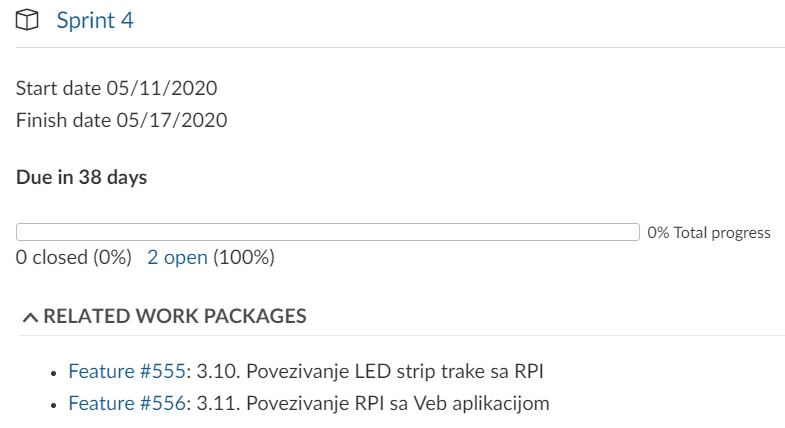 Sprint 4
Start date 05/11/2020
Finish date 05/17/2020
Due in 38 days
0% Total progress
0 closed (0%) 2 open (100%)
RELATED WORK PACKAGES
• Feature #555: 3.10. Povezivanje LED strip trake sa RPI
• Feature #556: 3.11. Povezivanje RPI sa Veb aplikacijom